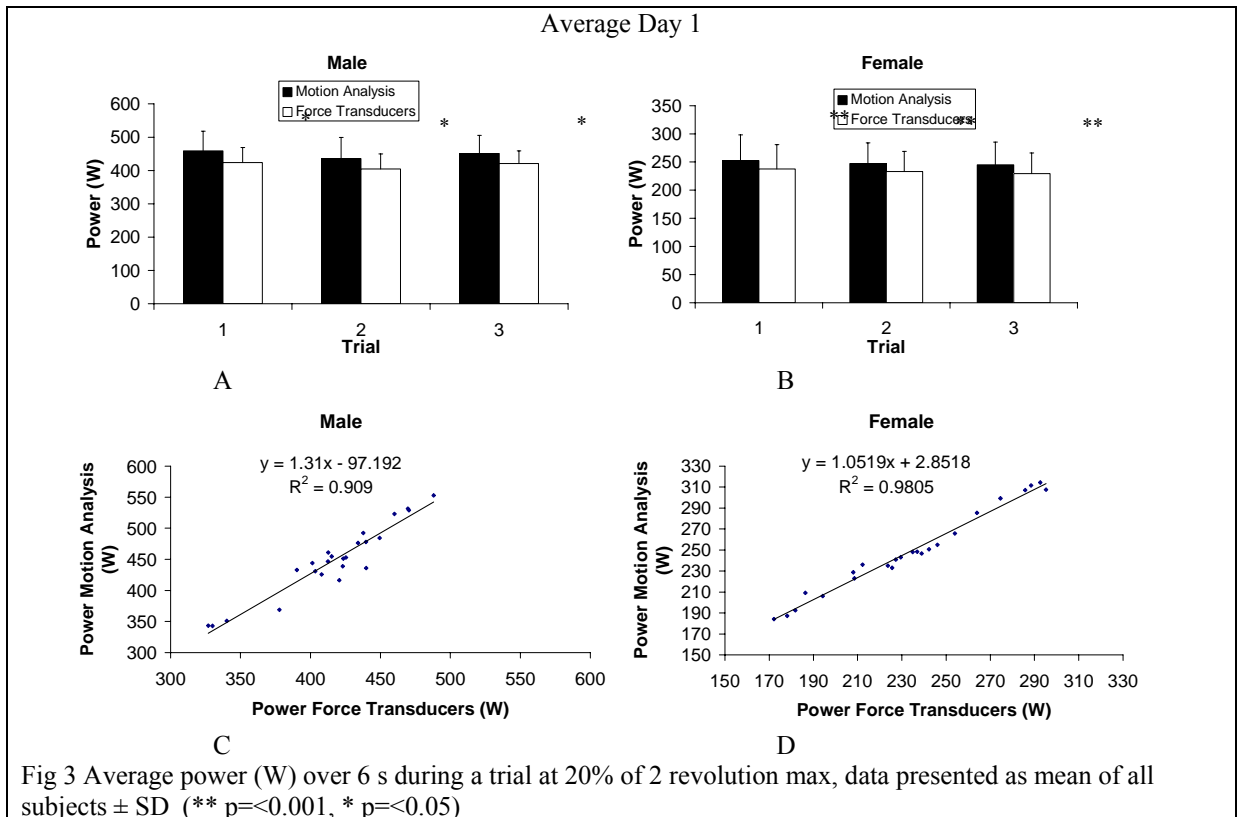 Average Day 1
Male
Motion Analysis
Force Transducers
* * *
600
500
400
300
200
100
0
Power (W)
1 2 3
Trial
A
Female
Motion Analysis
Force Transducers
** ** **
350
300
250
200
150
100
50
0
Power (W)
1 2 3
Trial
B
Male
y = 1.31x - 97.192
R² = 0.909
600
550
500
450
400
350
300
Power Motion Analysis
(W)
300 350 400 450 500 550 600
Power Force Transducers (W)
C
Female
y = 1.0519x + 2.8518
R² = 0.9805
330
310
290
270
250
230
210
190
170
150
Power Motion Analysis
(W)
150 170 190 210 230 250 270 290 310 330
Power Force Transducers (W)
D
Fig 3 Average power (W) over 6 s during a trial at 20% of 2 revolution max, data presented as mean of all
subjects ± SD (** p=<0.001, * p=<0.05)